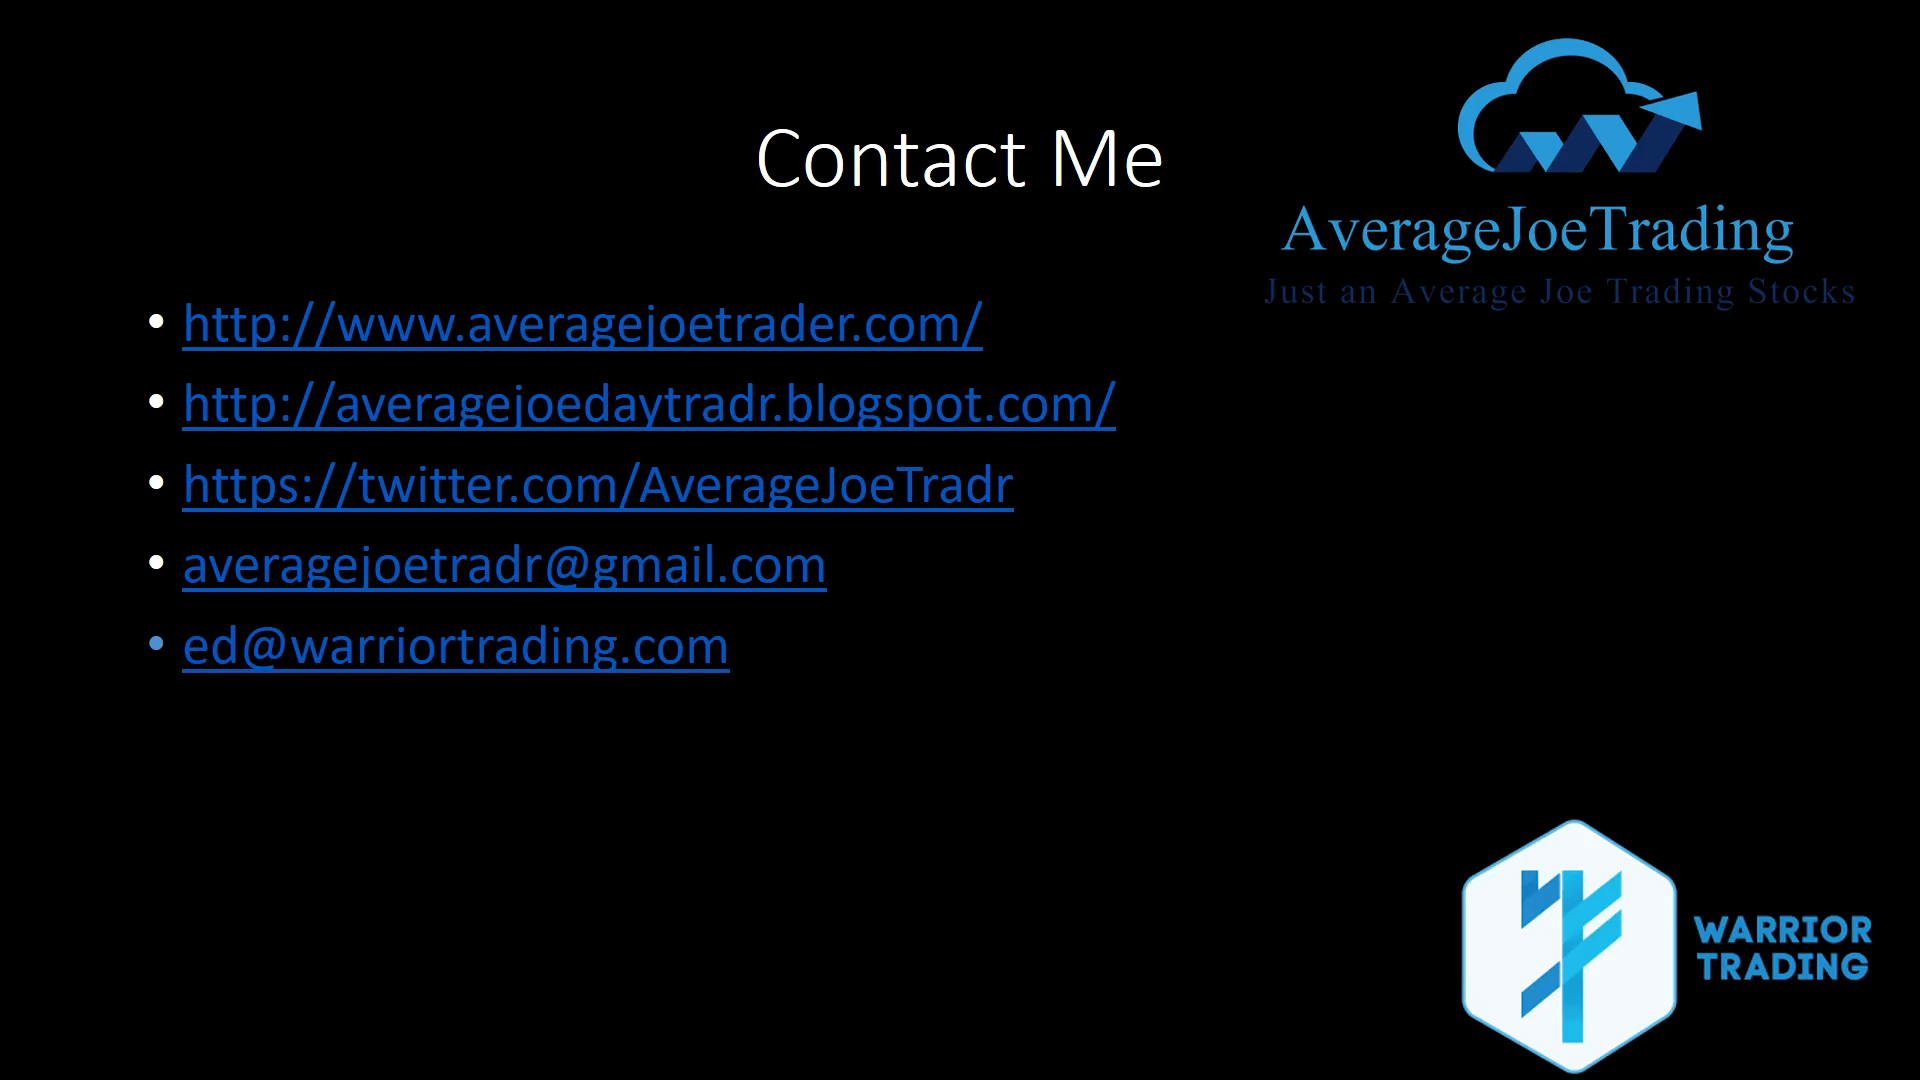 Contact Me
AverageJoeTrading
Just an Average Joe Trading Stocks
• http://www.averagejoetrader.com/
• http://averagejoedaytradr.blogspot.com/
• https://twitter.com/AverageJoeTradr
• averagejoetradr@gmail.com
• ed@warriortrading.com
WARRIOR
TRADING